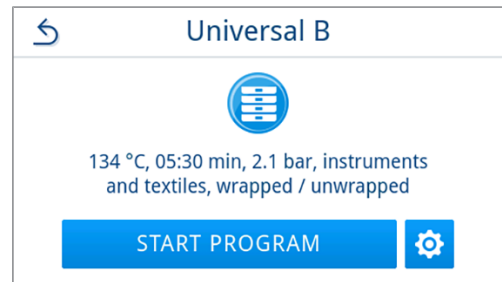 Universal B
134 °C, 05:30 min, 2.1 bar, instruments
and textiles, wrapped / unwrapped
START PROGRAM